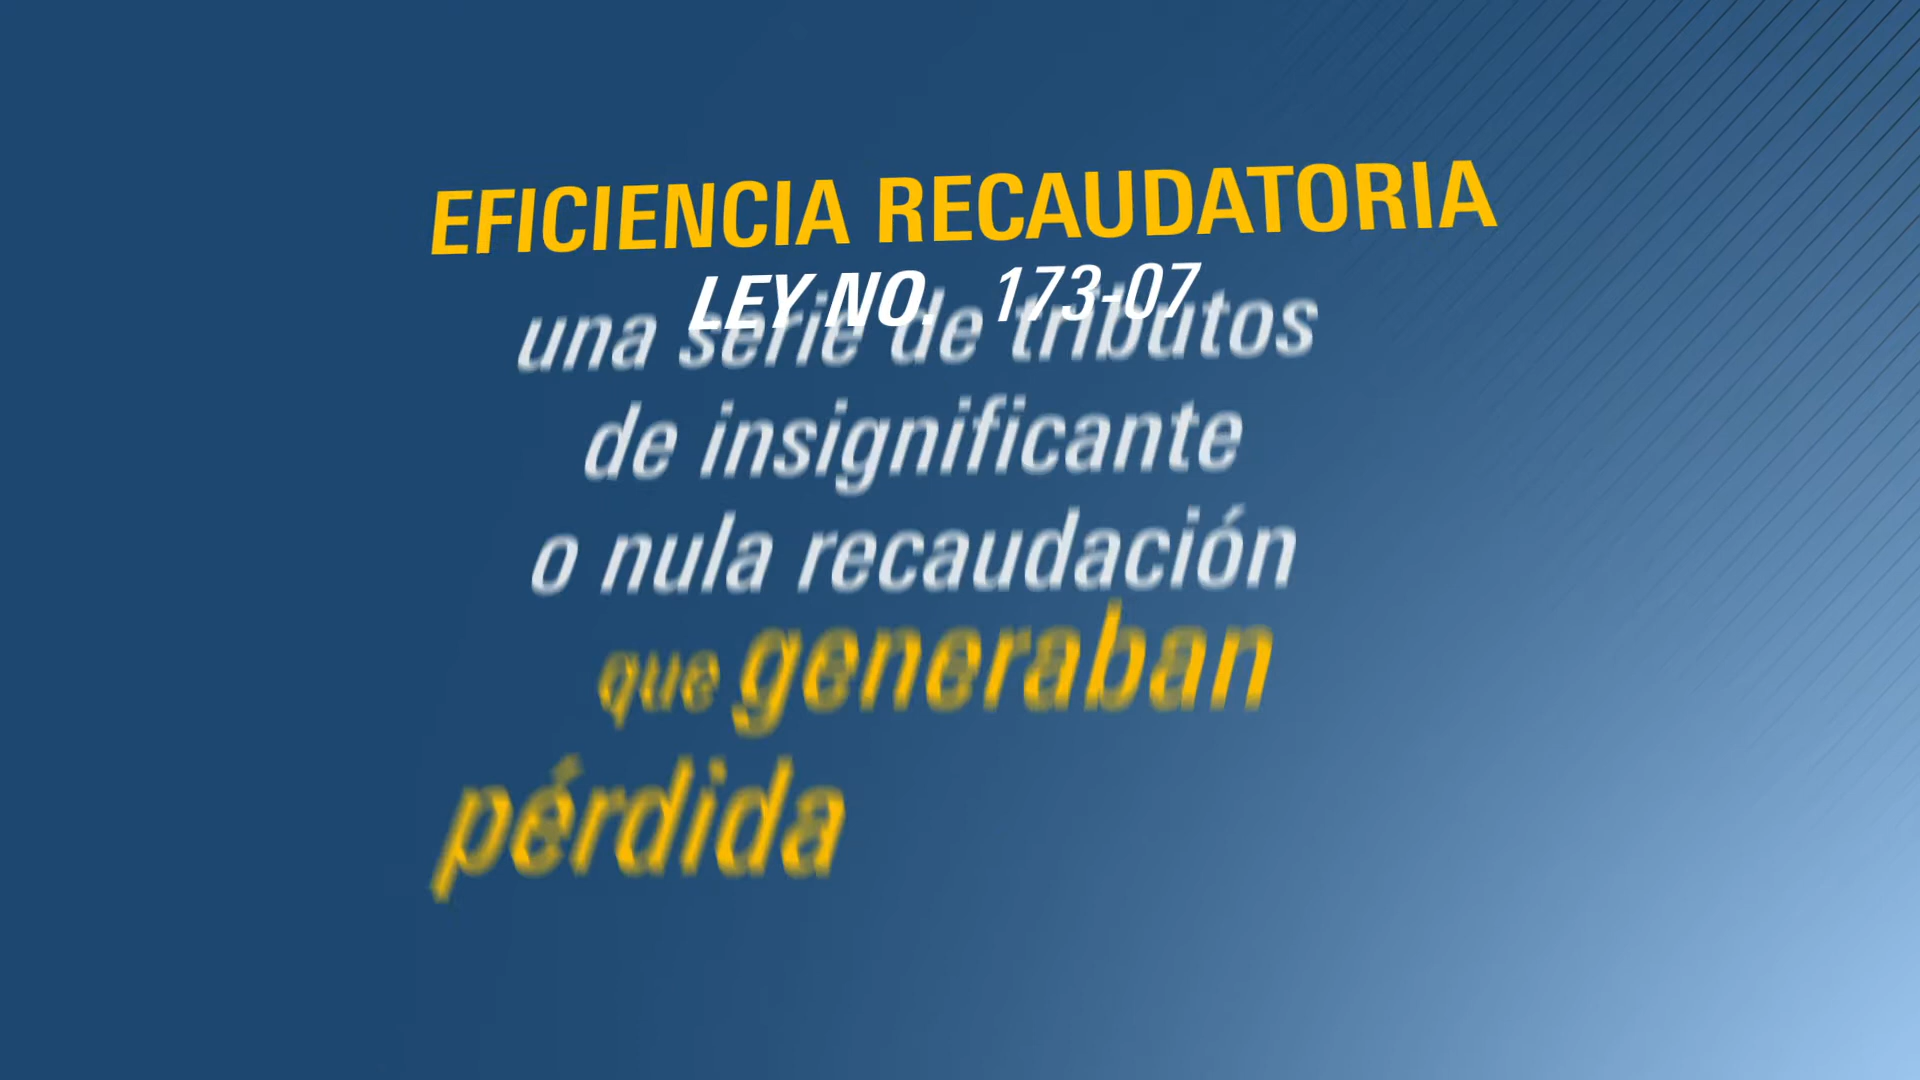 EFICIENCIA RECAUDATORIA
LEY NO. 173-07
una serie de tributos
de insignificante
o nula recaudación
que generaban
pérdida